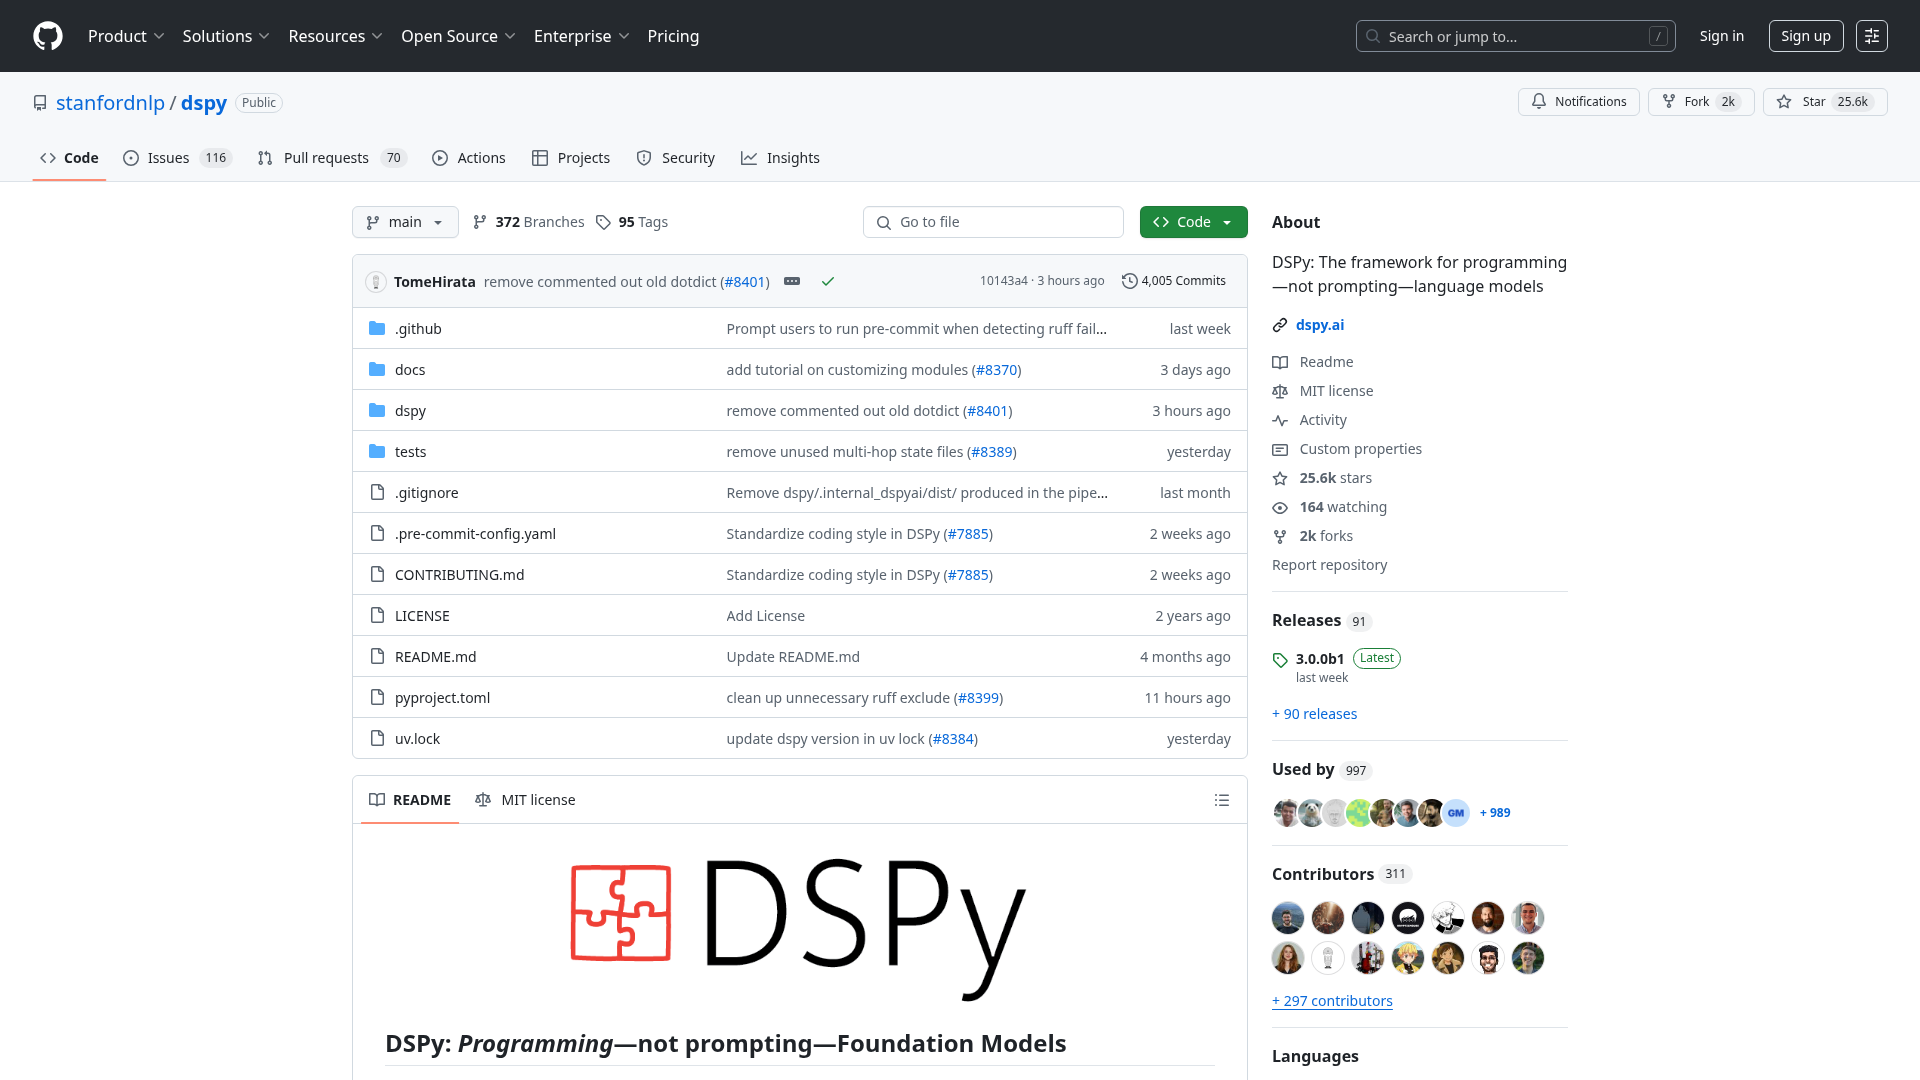 Product Solutions Resources Open Source Enterprise Pricing Search or jump to... / Sign in Sign up
stanfordnlp / dspy Public Notifications Fork 2k Star 25.6k
Code Issues 116 Pull requests 70 Actions Projects Security Insights
main 372 Branches 95 Tags Go to file Code
TomeHirata remove commented out old dotdict (#8401) 10143a4 · 3 hours ago 4,005 Commits
.github Prompt users to run pre-commit when detecting ruff fail... last week
docs add tutorial on customizing modules (#8370) 3 days ago
dspy remove commented out old dotdict (#8401) 3 hours ago
tests remove unused multi-hop state files (#8389) yesterday
.gitignore Remove dspy/.internal_dspyai/dist/ produced in the pipe... last month
.pre-commit-config.yaml Standardize coding style in DSPy (#7885) 2 weeks ago
CONTRIBUTING.md Standardize coding style in DSPy (#7885) 2 weeks ago
LICENSE Add License 2 years ago
README.md Update README.md 4 months ago
pyproject.toml clean up unnecessary ruff exclude (#8399) 11 hours ago
uv.lock update dspy version in uv lock (#8384) yesterday
README MIT license
DSPy
DSPy: Programming—not prompting—Foundation Models
About
DSPy: The framework for programming
—not prompting—language models
dspy.ai
Readme
MIT license
Activity
Custom properties
25.6k stars
164 watching
2k forks
Report repository
Releases 91
3.0.0b1 Latest
last week
+ 90 releases
Used by 997
GM + 989
Contributors 311
+ 297 contributors
Languages